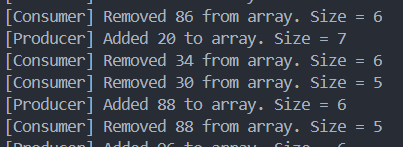 [Consumer] Removed 86 from array. Size = 6
[Producer] Added 20 to array. Size = 7
[Consumer] Removed 34 from array. Size = 6
[Consumer] Removed 30 from array. Size = 5
[Producer] Added 88 to array. Size = 6
[Consumer] Removed 88 from array. Size = 5
[Producer] Added 96 to array. Size = 6